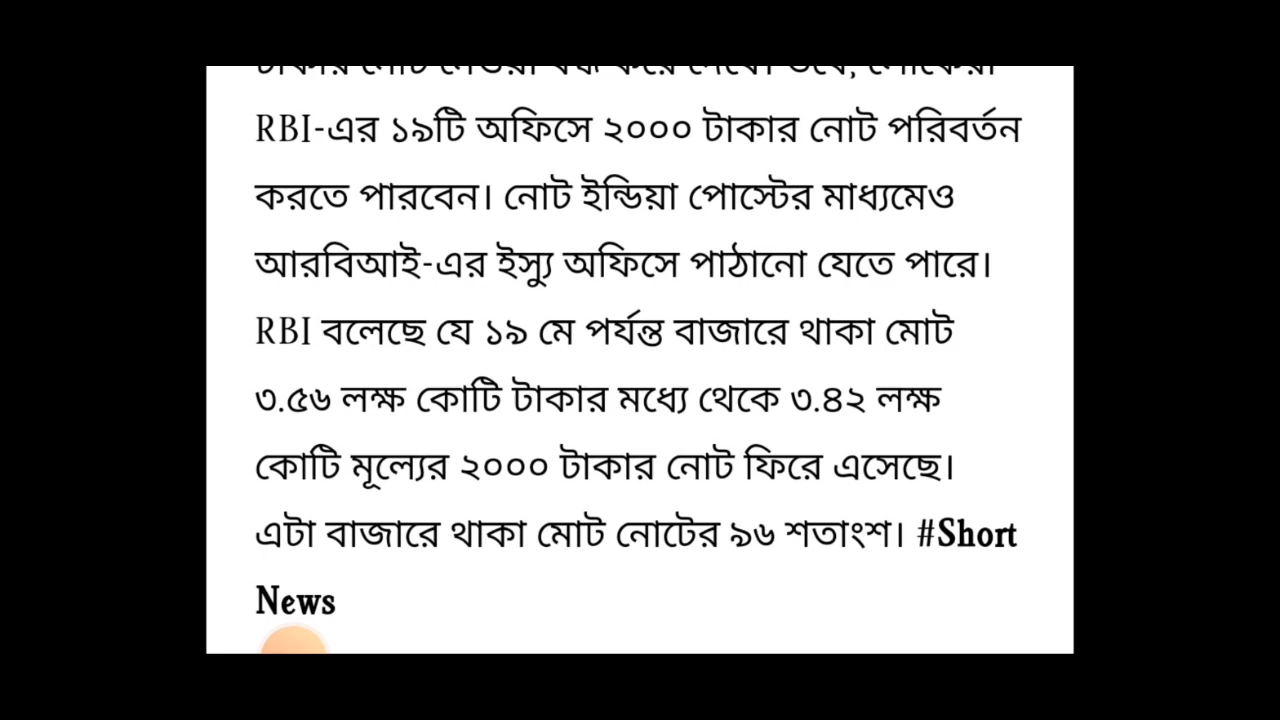 RBI-এর ১৯টি অফিসে ২০০০ টাকার নোট পরিবর্তন
করতে পারবেন। নোট ইন্ডিয়া পোস্টের মাধ্যমেও
আরবিআই-এর ইস্যু অফিসে পাঠানো যেতে পারে।
RBI বলেছে যে ১৯ মে পর্যন্ত বাজারে থাকা মোট
৩.৫৬ লক্ষ কোটি টাকার মধ্যে থেকে ৩.৪২ লক্ষ
কোটি মূল্যের ২০০০ টাকার নোট ফিরে এসেছে।
এটা বাজারে থাকা মোট নোটের ৯৬ শতাংশ। #Short
News